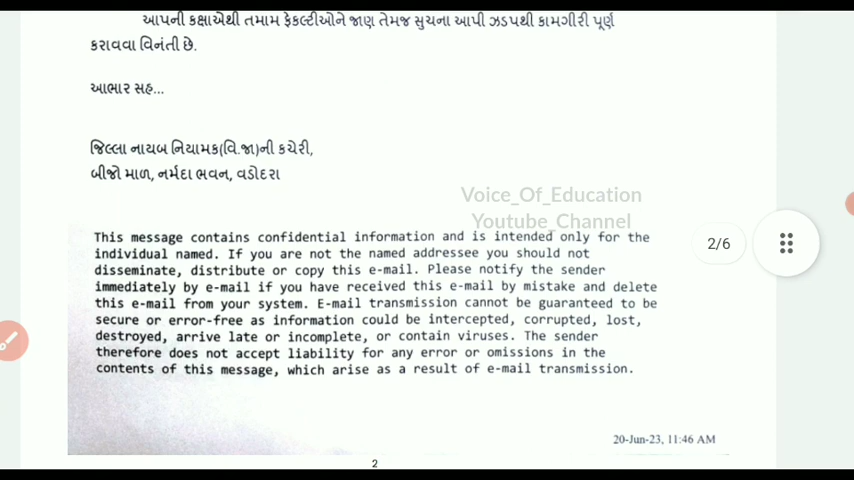 આપની કક્ષાએથી તમામ ફેકલ્ટીઓને જાણ તેમજ સુચના આપી ઝડપથી કામગીરી પૂર્ણ
કરાવવા વિનંતી છે.
આભાર સહ...
જિલ્લા નાયબ નિયામક(વિ.જા)ની કચેરી,
બીજો માળ, નર્મદા ભવન, વડોદરા
Voice_Of_Education
Youtube_Channel
2/6
This message contains confidential information and is intended only for the
individual named. If you are not the named addressee you should not
disseminate, distribute or copy this e-mail. Please notify the sender
immediately by e-mail if you have received this e-mail by mistake and delete
this e-mail from your system. E-mail transmission cannot be guaranteed to be
secure or error-free as information could be intercepted, corrupted, lost,
destroyed, arrive late or incomplete, or contain viruses. The sender
therefore does not accept liability for any error or omissions in the
contents of this message, which arise as a result of e-mail transmission.
20-Jun-23, 11:46 AM
2